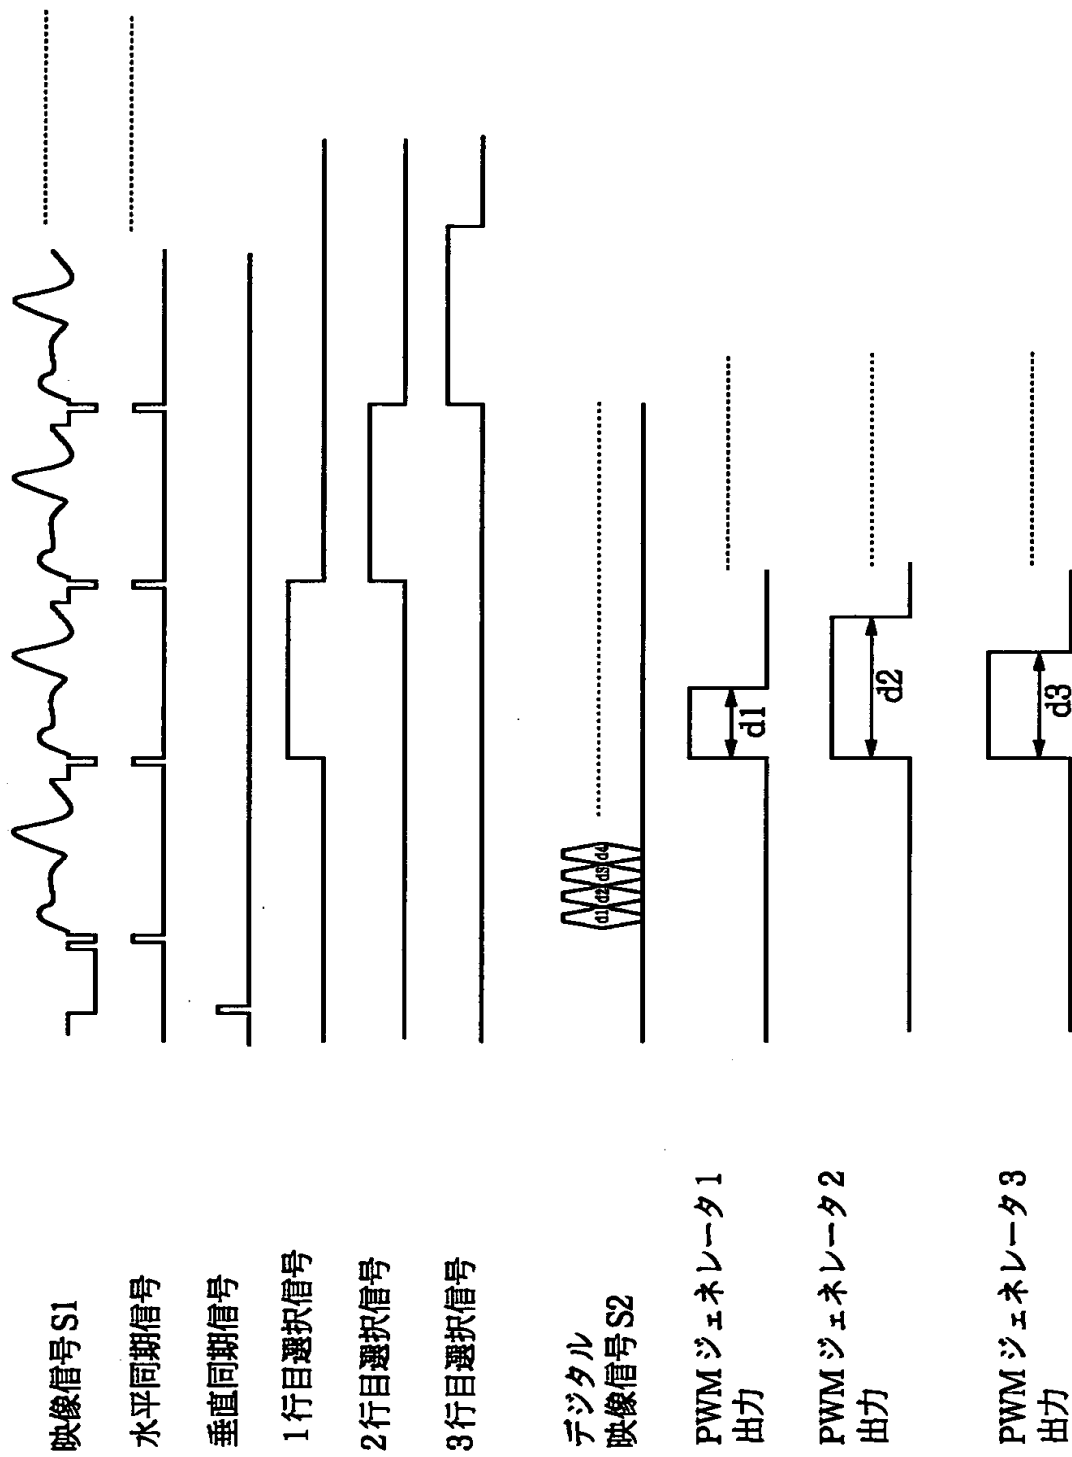 映像信号S1
水平同期信号
垂直同期信号
1行目選択信号
2行目選択信号
3行目選択信号
デジタル
映像信号S2
d1 d2 d3 d4
PWMジェネレータ1
出力
d1
PWMジェネレータ2
出力
d2
PWMジェネレータ3
出力
d3